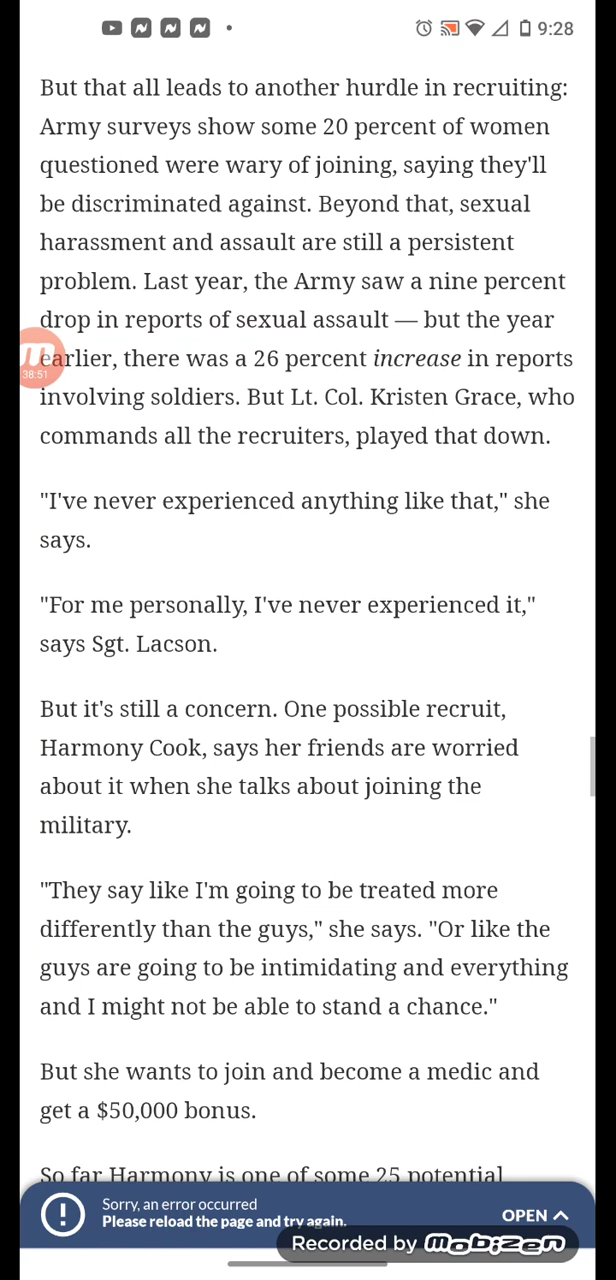 9:28
But that all leads to another hurdle in recruiting:
Army surveys show some 20 percent of women
questioned were wary of joining, saying they'll
be discriminated against. Beyond that, sexual
harassment and assault are still a persistent
problem. Last year, the Army saw a nine percent
drop in reports of sexual assault — but the year
earlier, there was a 26 percent increase in reports
38:51
involving soldiers. But Lt. Col. Kristen Grace, who
commands all the recruiters, played that down.
"I've never experienced anything like that," she
says.
"For me personally, I've never experienced it,"
says Sgt. Lacson.
But it's still a concern. One possible recruit,
Harmony Cook, says her friends are worried
about it when she talks about joining the
military.
"They say like I'm going to be treated more
differently than the guys," she says. "Or like the
guys are going to be intimidating and everything
and I might not be able to stand a chance."
But she wants to join and become a medic and
get a $50,000 bonus.
So far Harmony is one of some 25 potential
Sorry, an error occurred
Please reload the page and try again.
OPEN
Recorded by mobizen